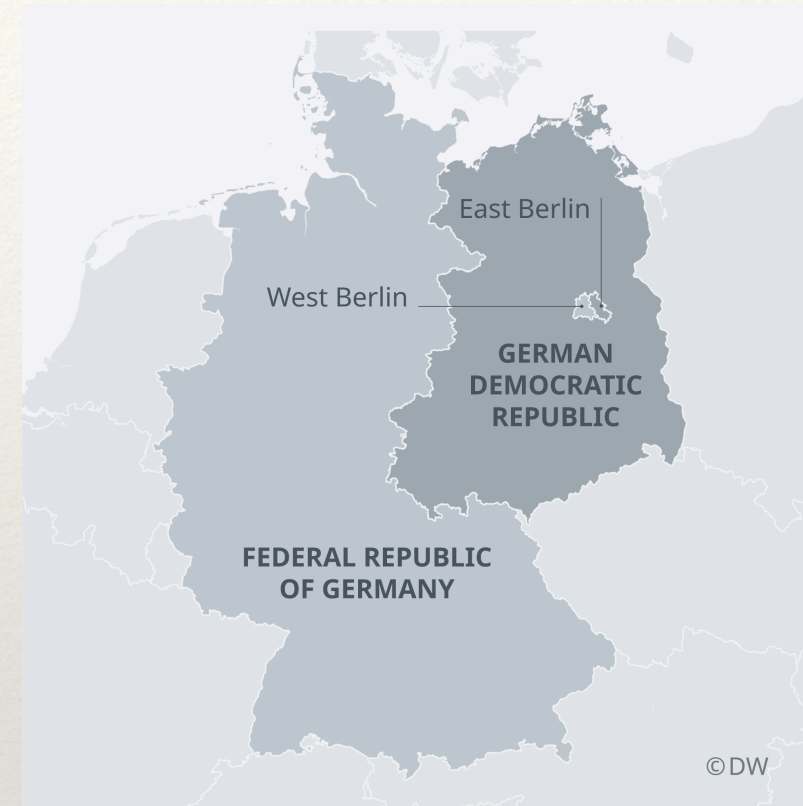 East Berlin
West Berlin
GERMAN
DEMOCRATIC
REPUBLIC
FEDERAL REPUBLIC
OF GERMANY
©DW